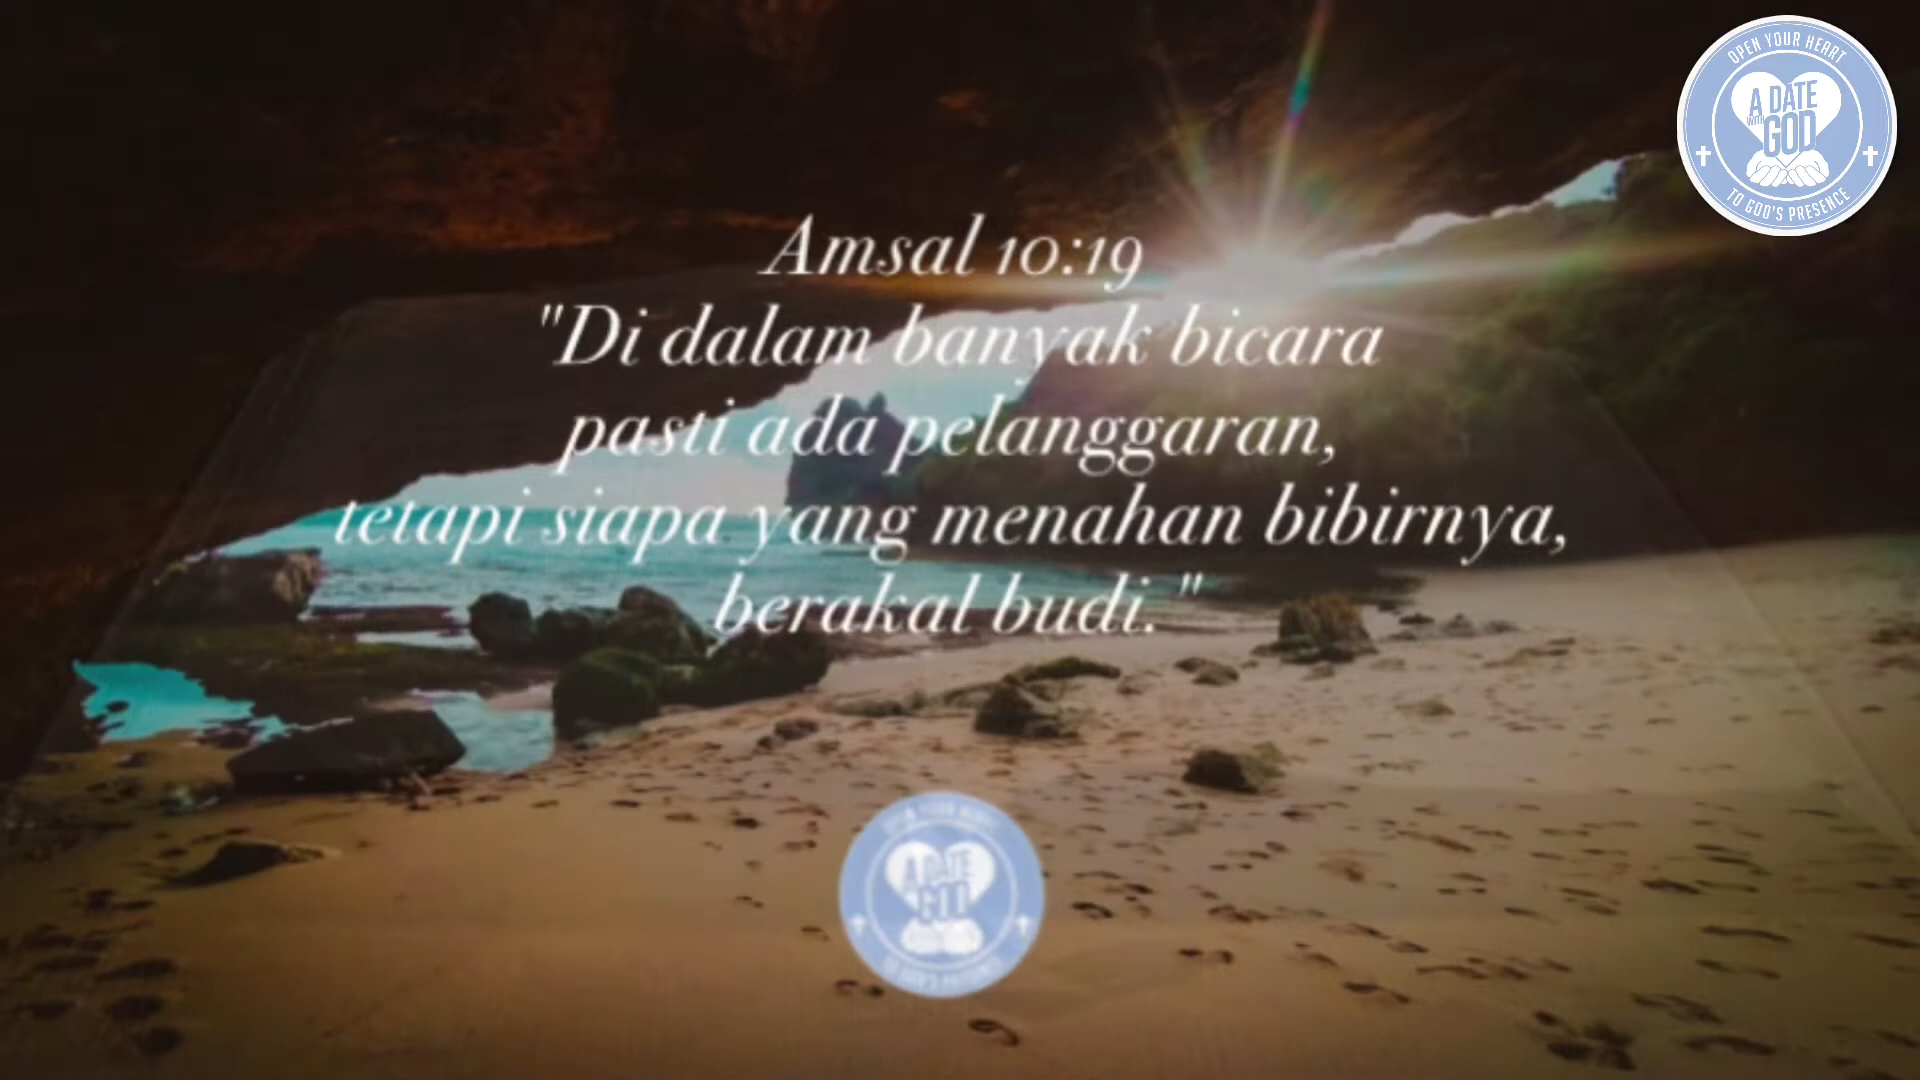 OPEN YOUR HEART
A DATE
WITH
GOD
TO GOD'S PRESENCE
Amsal 10:19
"Di dalam banyak bicara
pasti ada pelanggaran,
tetapi siapa yang menahan bibirnya,
berakal budi."
A DATE
GOD